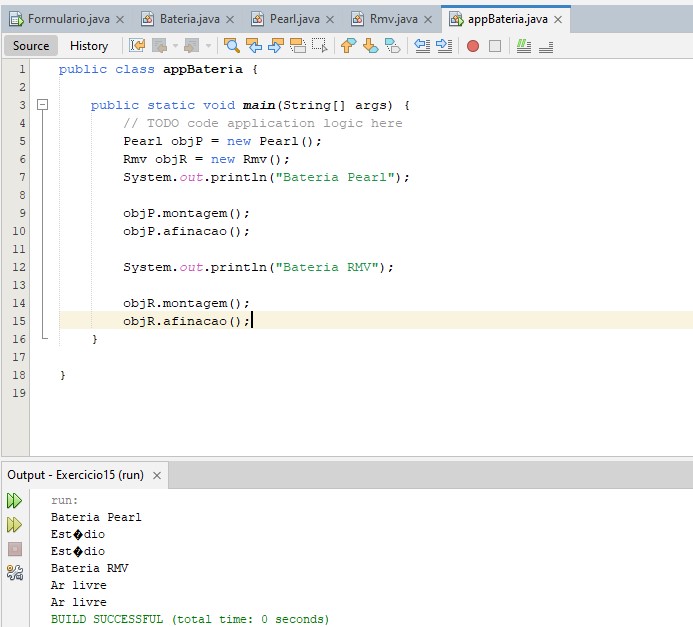 Formulario.java × Bateria.java × Pearl.java × Rmv.java × appBateria.java ×
Source History
1 public class appBateria {
2
3 public static void main(String[] args) {
4 // TODO code application logic here
5 Pearl objP = new Pearl();
6 Rmv objR = new Rmv();
7 System.out.println("Bateria Pearl");
8
9 objP.montagem();
10 objP.afinacao();
11
12 System.out.println("Bateria RMV");
13
14 objR.montagem();
15 objR.afinacao();
16 }
17
18 }
19
Output - Exercicio15 (run) ×
run:
Bateria Pearl
Est�dio
Est�dio
Bateria RMV
Ar livre
Ar livre
BUILD SUCCESSFUL (total time: 0 seconds)